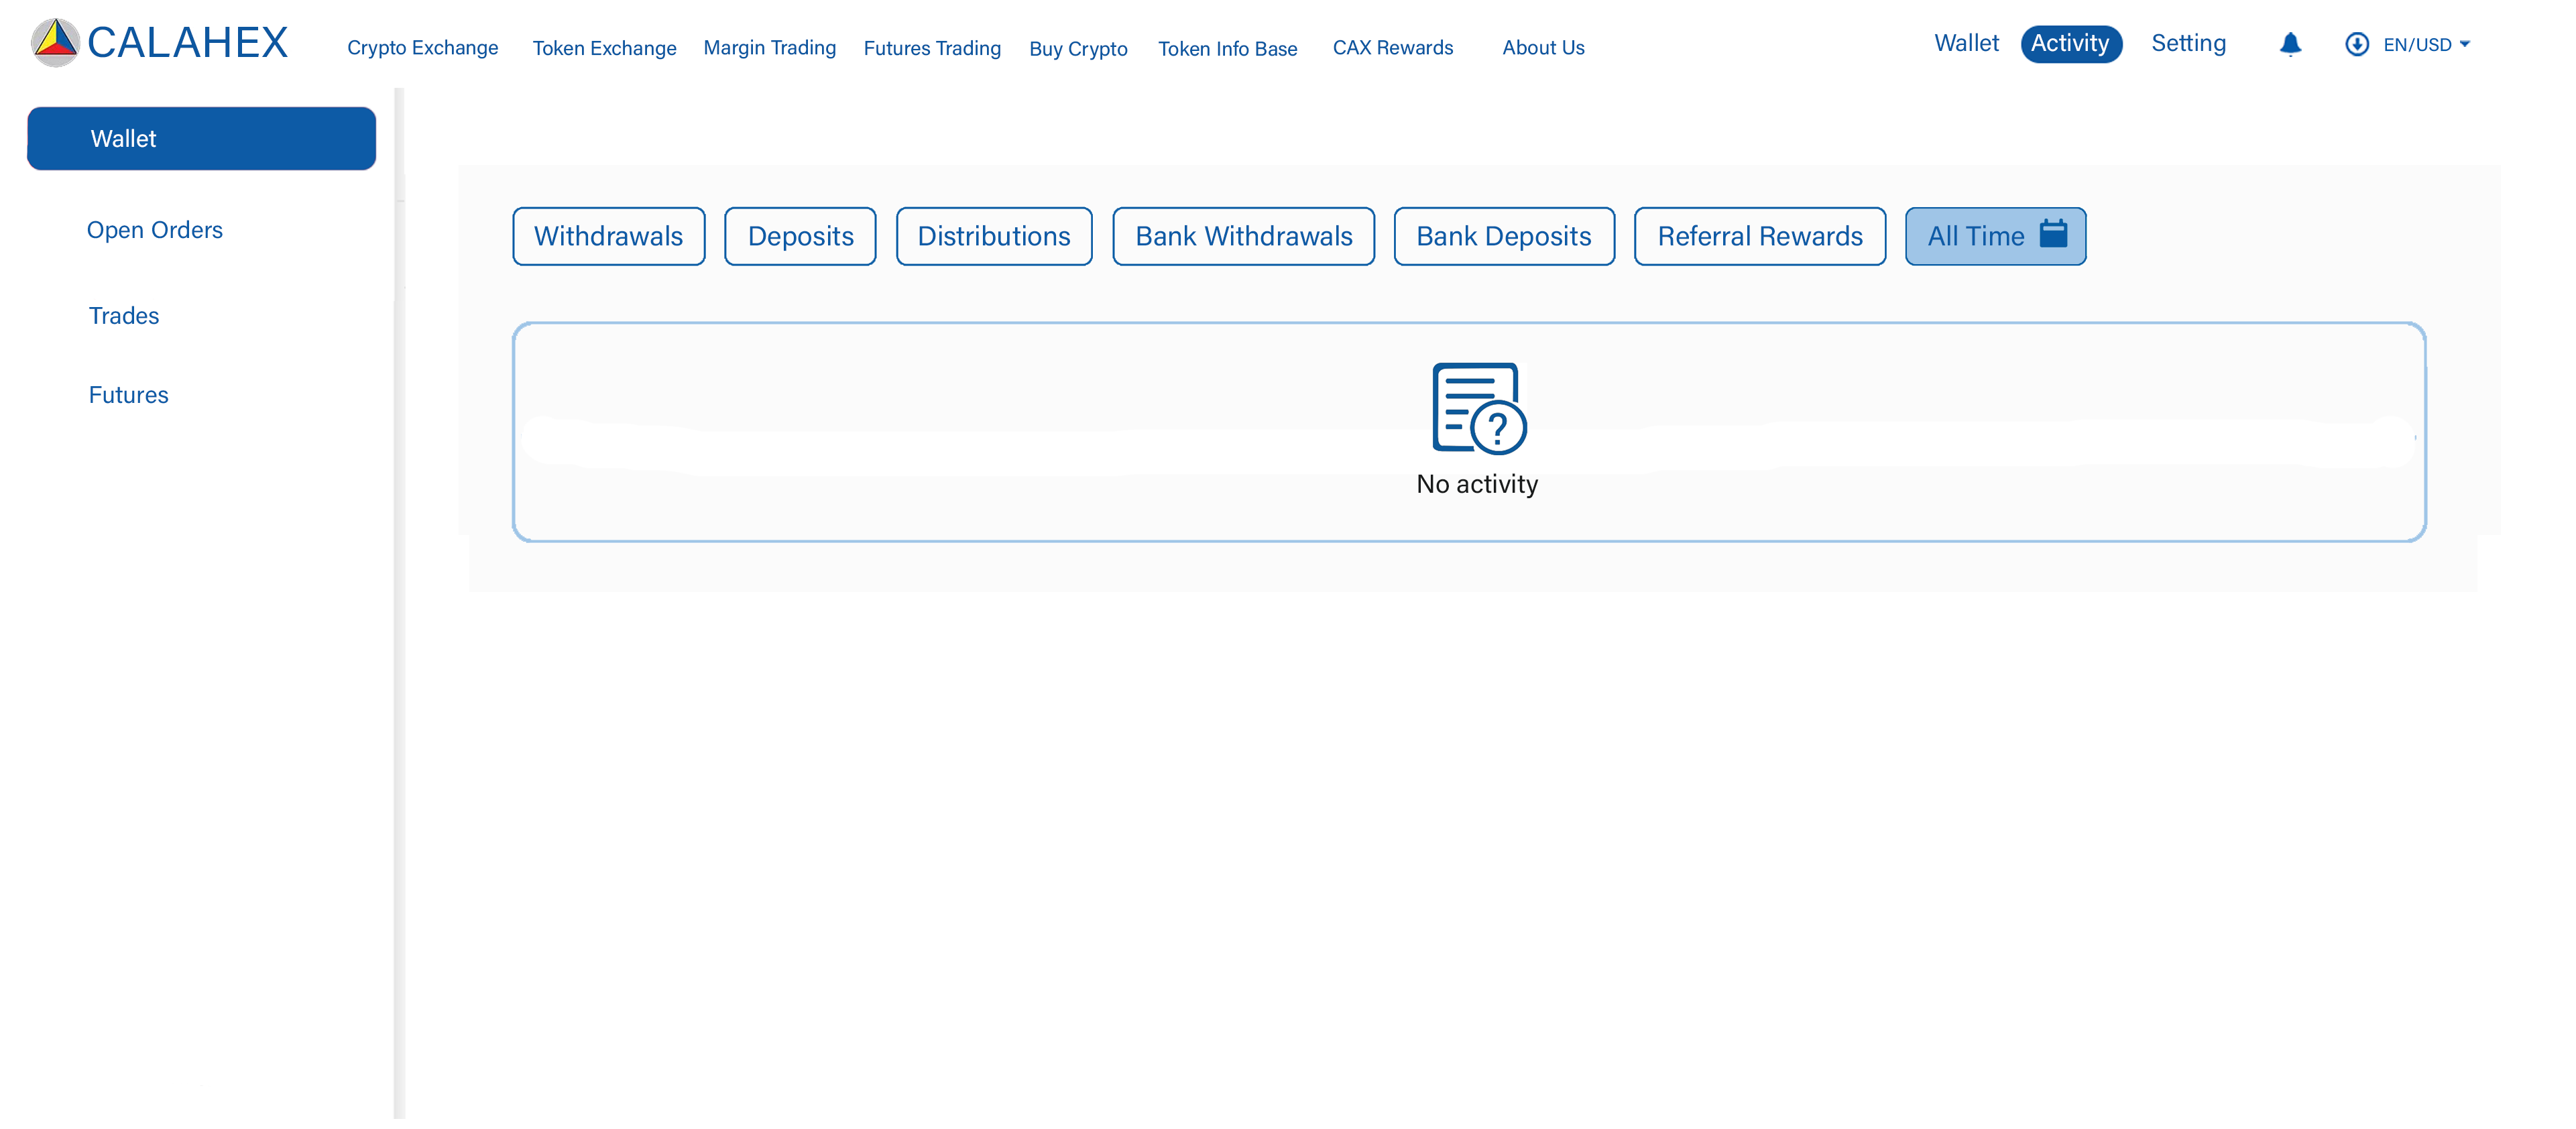 CALAHEX
Crypto Exchange Token Exchange Margin Trading Futures Trading Buy Crypto Token Info Base CAX Rewards About Us Wallet Activity Setting EN/USD
Wallet
Open Orders
Trades
Futures
Withdrawals Deposits Distributions Bank Withdrawals Bank Deposits Referral Rewards All Time
?
No activity